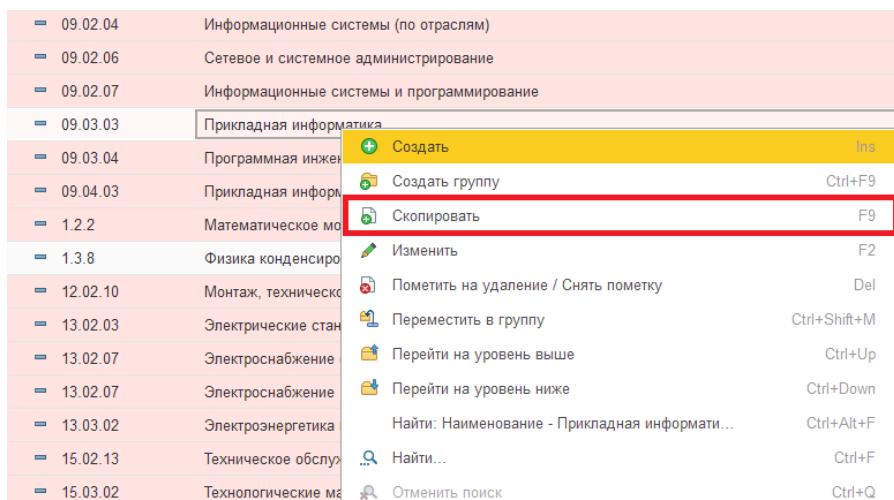 09.02.04 Информационные системы (по отраслям)
09.02.06 Сетевое и системное администрирование
09.02.07 Информационные системы и программирование
09.03.03 Прикладная информатика
Создать Ins
09.03.04 Программная инжен
Создать группу Ctrl+F9
09.04.03 Прикладная информ
Скопировать F9
1.2.2 Математическое мо
Изменить F2
1.3.8 Физика конденсиро
Пометить на удаление / Снять пометку Del
12.02.10 Монтаж, техническо
Переместить в группу Ctrl+Shift+M
13.02.03 Электрические стан
Перейти на уровень выше Ctrl+Up
13.02.07 Электроснабжение
Перейти на уровень ниже Ctrl+Down
13.02.07 Электроснабжение
Найти: Наименование - Прикладная информати... Ctrl+Alt+F
13.03.02 Электроэнергетика
Найти... Ctrl+F
15.02.13 Техническое обслуж
Отменить поиск Ctrl+Q
15.03.02 Технологические ма